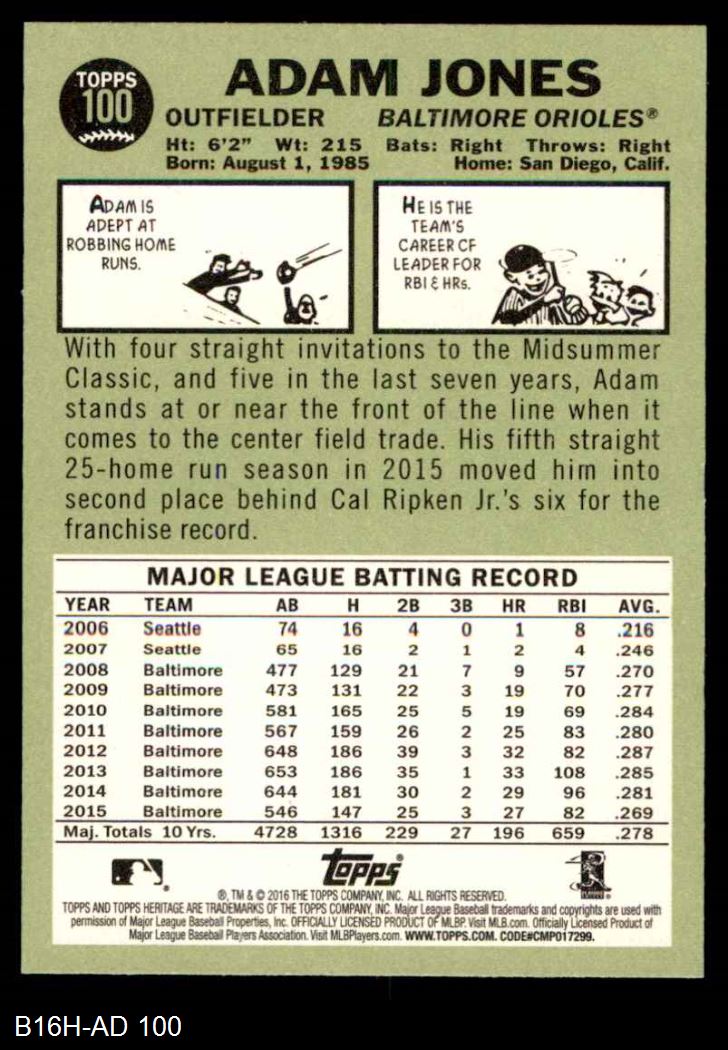 TOPPS
100
ADAM JONES
OUTFIELDER BALTIMORE ORIOLES®
Ht: 6'2" Wt: 215 Bats: Right Throws: Right
Born: August 1, 1985 Home: San Diego, Calif.
ADAM IS
ADEPT AT
ROBBING HOME
RUNS.
HE IS THE
TEAM'S
CAREER CF
LEADER FOR
RBI & HRs.
With four straight invitations to the Midsummer
Classic, and five in the last seven years, Adam
stands at or near the front of the line when it
comes to the center field trade. His fifth straight
25-home run season in 2015 moved him into
second place behind Cal Ripken Jr.'s six for the
franchise record.
MAJOR LEAGUE BATTING RECORD
YEAR TEAM AB H 2B 3B HR RBI AVG.
2006 Seattle 74 16 4 0 1 8 .216
2007 Seattle 65 16 2 1 2 4 .246
2008 Baltimore 477 129 21 7 9 57 .270
2009 Baltimore 473 131 22 3 19 70 .277
2010 Baltimore 581 165 25 5 19 69 .284
2011 Baltimore 567 159 26 2 25 83 .280
2012 Baltimore 648 186 39 3 32 82 .287
2013 Baltimore 653 186 35 1 33 108 .285
2014 Baltimore 644 181 30 2 29 96 .281
2015 Baltimore 546 147 25 3 27 82 .269
Maj. Totals 10 Yrs. 4728 1316 229 27 196 659 .278
Topps®
®, TM & © 2016 THE TOPPS COMPANY, INC. ALL RIGHTS RESERVED.
TOPPS AND TOPPS HERITAGE ARE TRADEMARKS OF THE TOPPS COMPANY, INC. Major League Baseball trademarks and copyrights are used with
permission of Major League Baseball Properties, Inc. OFFICIALLY LICENSED PRODUCT OF MLBP. Visit MLB.com. Officially Licensed Product of
Major League Baseball Players Association. Visit MLBPlayers.com. WWW.TOPPS.COM. CODE#CMP017299.
B16H-AD 100